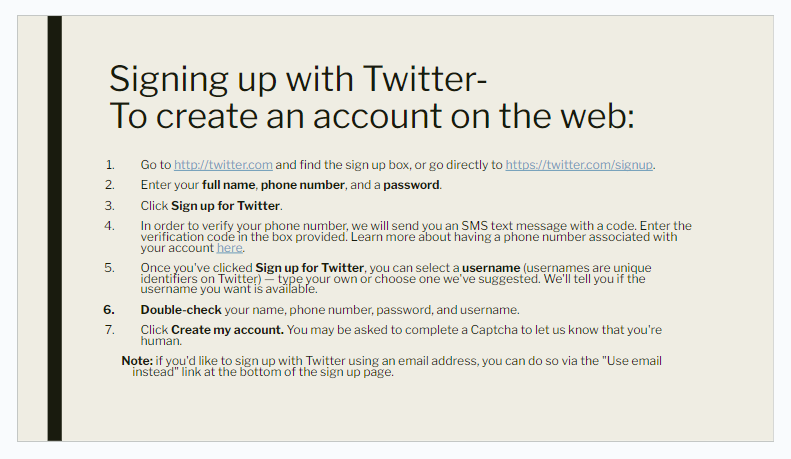 Signing up with Twitter-
To create an account on the web:
1. Go to http://twitter.com and find the sign up box, or go directly to https://twitter.com/signup.
2. Enter your full name, phone number, and a password.
3. Click Sign up for Twitter.
4. In order to verify your phone number, we will send you an SMS text message with a code. Enter the
verification code in the box provided. Learn more about having a phone number associated with
your account here.
5. Once you've clicked Sign up for Twitter, you can select a username (usernames are unique
identifiers on Twitter) — type your own or choose one we've suggested. We'll tell you if the
username you want is available.
6. Double-check your name, phone number, password, and username.
7. Click Create my account. You may be asked to complete a Captcha to let us know that you're
human.
Note: if you'd like to sign up with Twitter using an email address, you can do so via the "Use email
instead" link at the bottom of the sign up page.